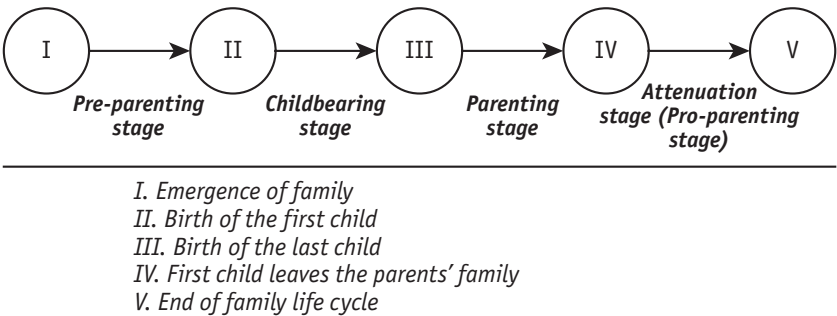 I
II
III
IV
V
Pre-parenting
stage
Childbearing
stage
Parenting
stage
Attenuation
stage (Pro-parenting
stage)
I. Emergence of family
II. Birth of the first child
III. Birth of the last child
IV. First child leaves the parents’ family
V. End of family life cycle